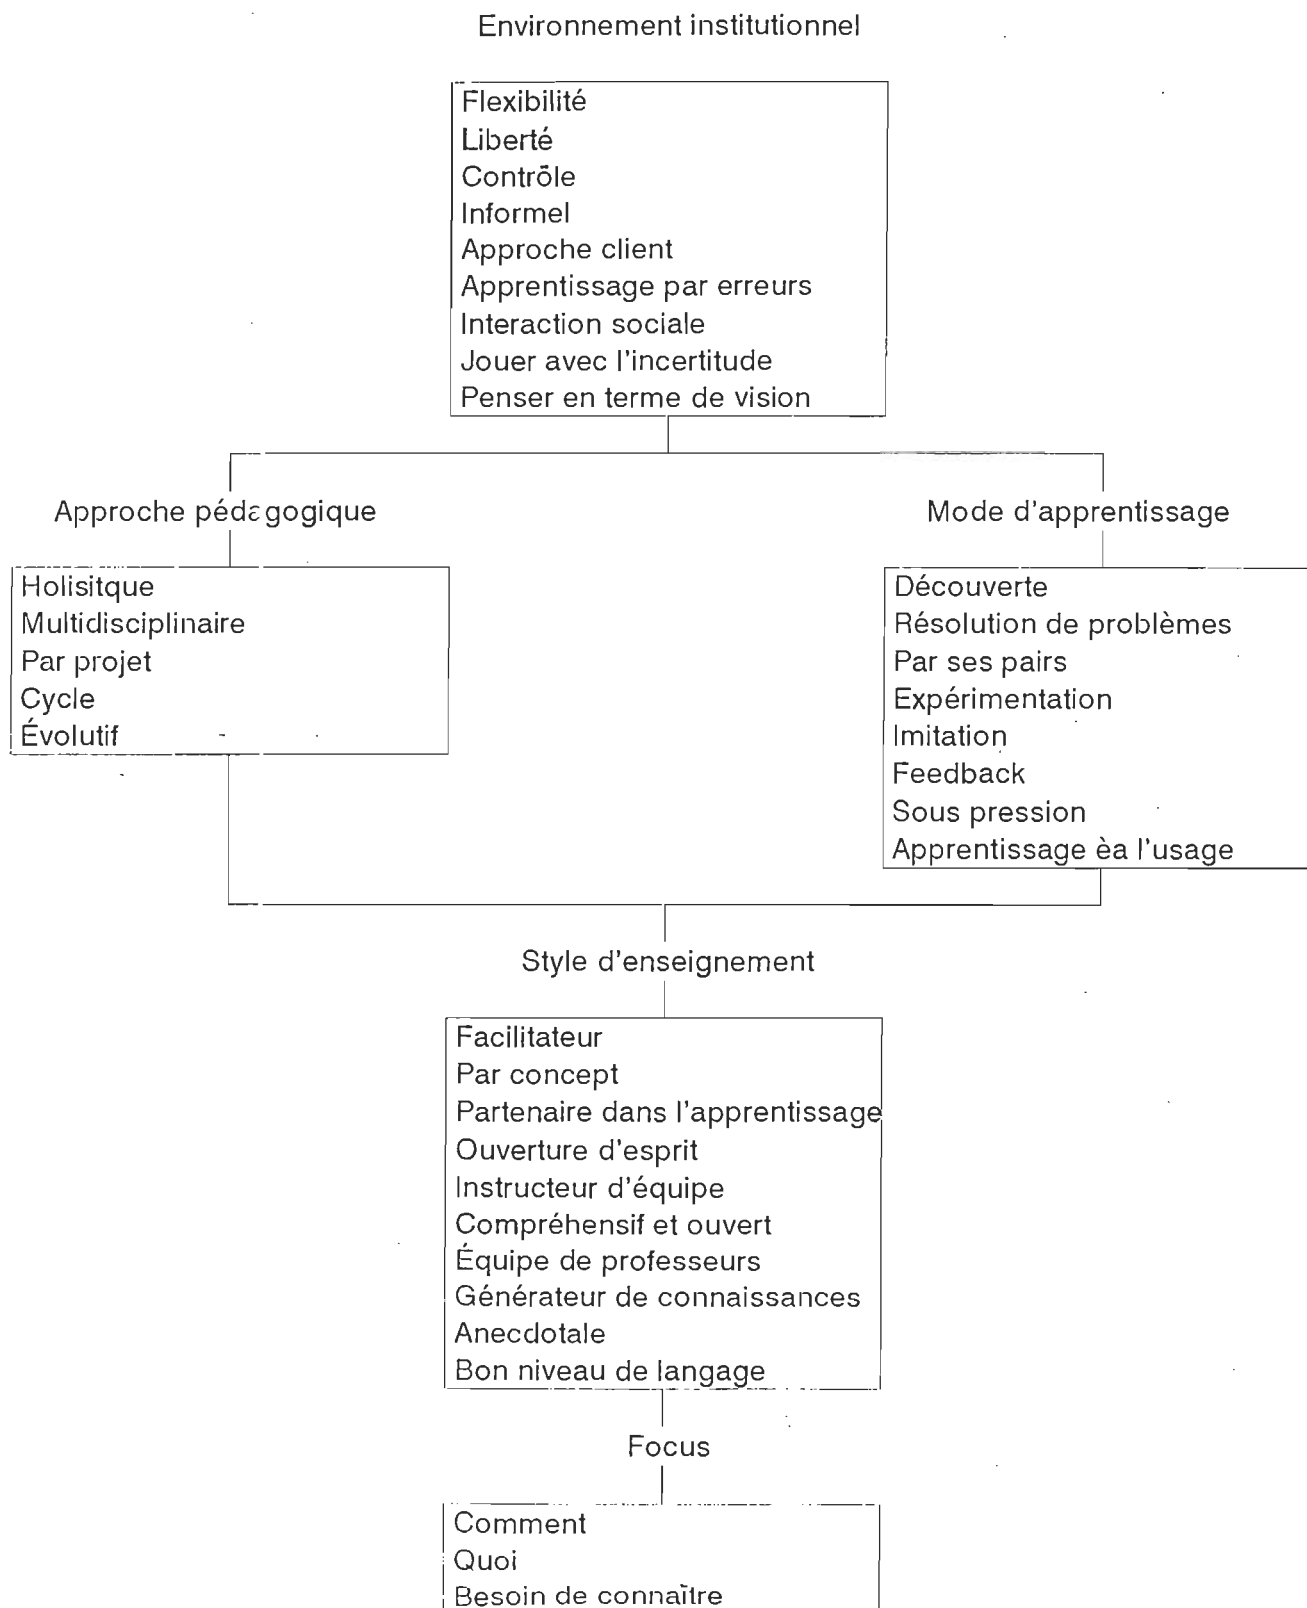 Environnement institutionnel
Flexibilité
Liberté
Contrôle
Informel
Approche client
Apprentissage par erreurs
Interaction sociale
Jouer avec l'incertitude
Penser en terme de vision
Approche pédagogique
Holisitque
Multidisciplinaire
Par projet
Cycle
Évolutif
Mode d'apprentissage
Découverte
Résolution de problèmes
Par ses pairs
Expérimentation
Imitation
Feedback
Sous pression
Apprentissage èa l'usage
Style d'enseignement
Facilitateur
Par concept
Partenaire dans l'apprentissage
Ouverture d'esprit
Instructeur d'équipe
Compréhensif et ouvert
Équipe de professeurs
Générateur de connaissances
Anecdotale
Bon niveau de langage
Focus
Comment
Quoi
Besoin de connaître